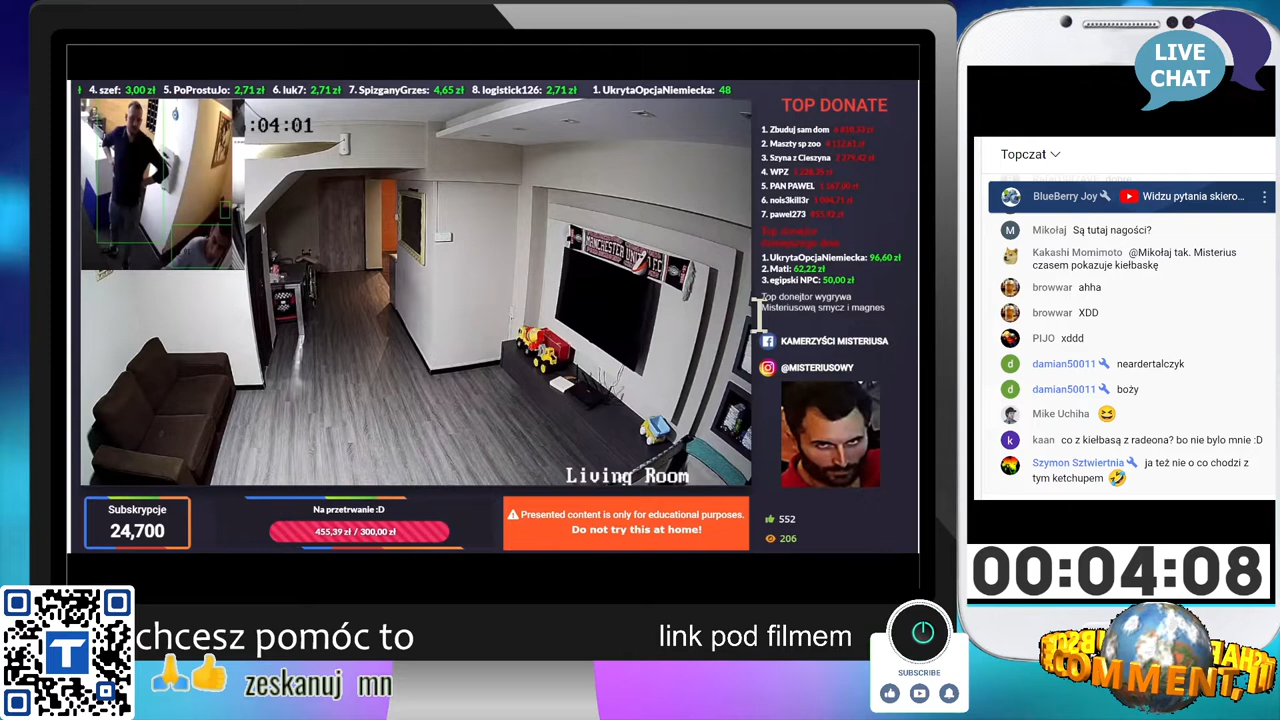 4. szef: 3,00 zł 5. PoProstuJo: 2,71 zł 6. luk7: 2,71 zł 7. SpizganyGrzes: 4,65 zł 8. logistick126: 2,71 zł 1. UkrytaOpcjaNiemiecka: 48
:04:01
MANCHESTER UNI
FC
Living Room
TOP DONATE
1. Zbuduj sam dom
2. Maszty sp zoo
3. Szyna z Cieszyna
4. WPZ
5. PAN PAWEL
6. nois3kill3r
7. pawel273
1. UkrytaOpcjaNiemiecka: 96,60 zł
2. Mati: 62,22 zł
3. egipski NPC: 50,00 zł
Top donejtor wygrywa
Misteriusową smycz i magnes
KAMERZYŚCI MISTERIUSA
@MISTERIUSOWY
552
206
Subskrypcje
24,700
Na przetrwanie :D
455,39 zł / 300,00 zł
Presented content is only for educational purposes.
Do not try this at home!
LIVE
CHAT
Topczat
BlueBerry Joy Widzu pytania skiero...
M Mikołaj Są tutaj nagości?
Kakashi Momimoto @Mikołaj tak. Misterius
czasem pokazuje kiełbaskę
browwar ahha
browwar XDD
PIJO xddd
d damian50011 neardertalczyk
d damian50011 boży
Mike Uchiha
k kaan co z kiełbasą z radeona? bo nie bylo mnie :D
Szymon Sztwiertnia ja też nie o co chodzi z
tym ketchupem
00:04:08
T
chcesz pomóc to
link pod filmem
zeskanuj mn
SUBSCRIBE
COMMENT,